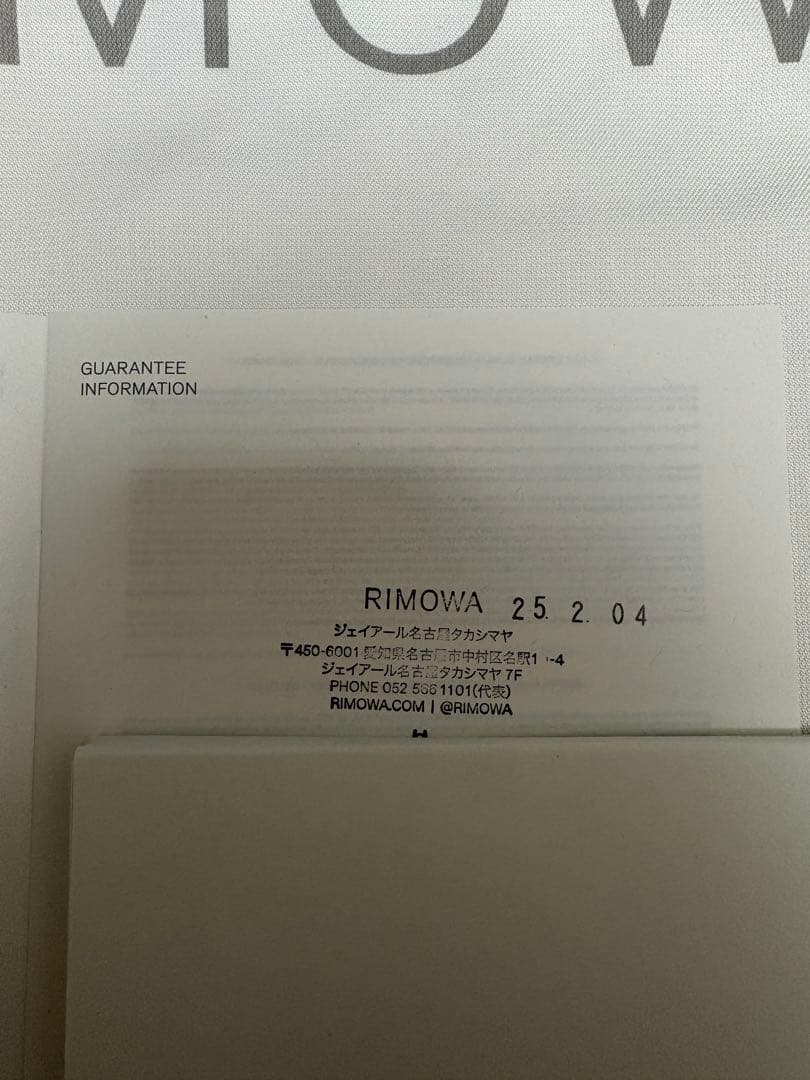 MOW
GUARANTEE
INFORMATION
RIMOWA 25. 2. 04
ジェイアール名古屋タカシマヤ
〒450-6001 愛知県名古屋市中村区名駅1-1-4
ジェイアール名古屋タカシマヤ 7F
PHONE 052 566 1101(代表)
RIMOWA.COM | @RIMOWA